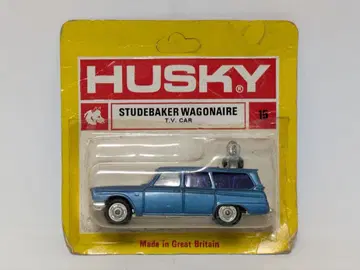 HUSKY®
STUDEBAKER WAGONAIRE
T.V. CAR
15
Made in Great Britain